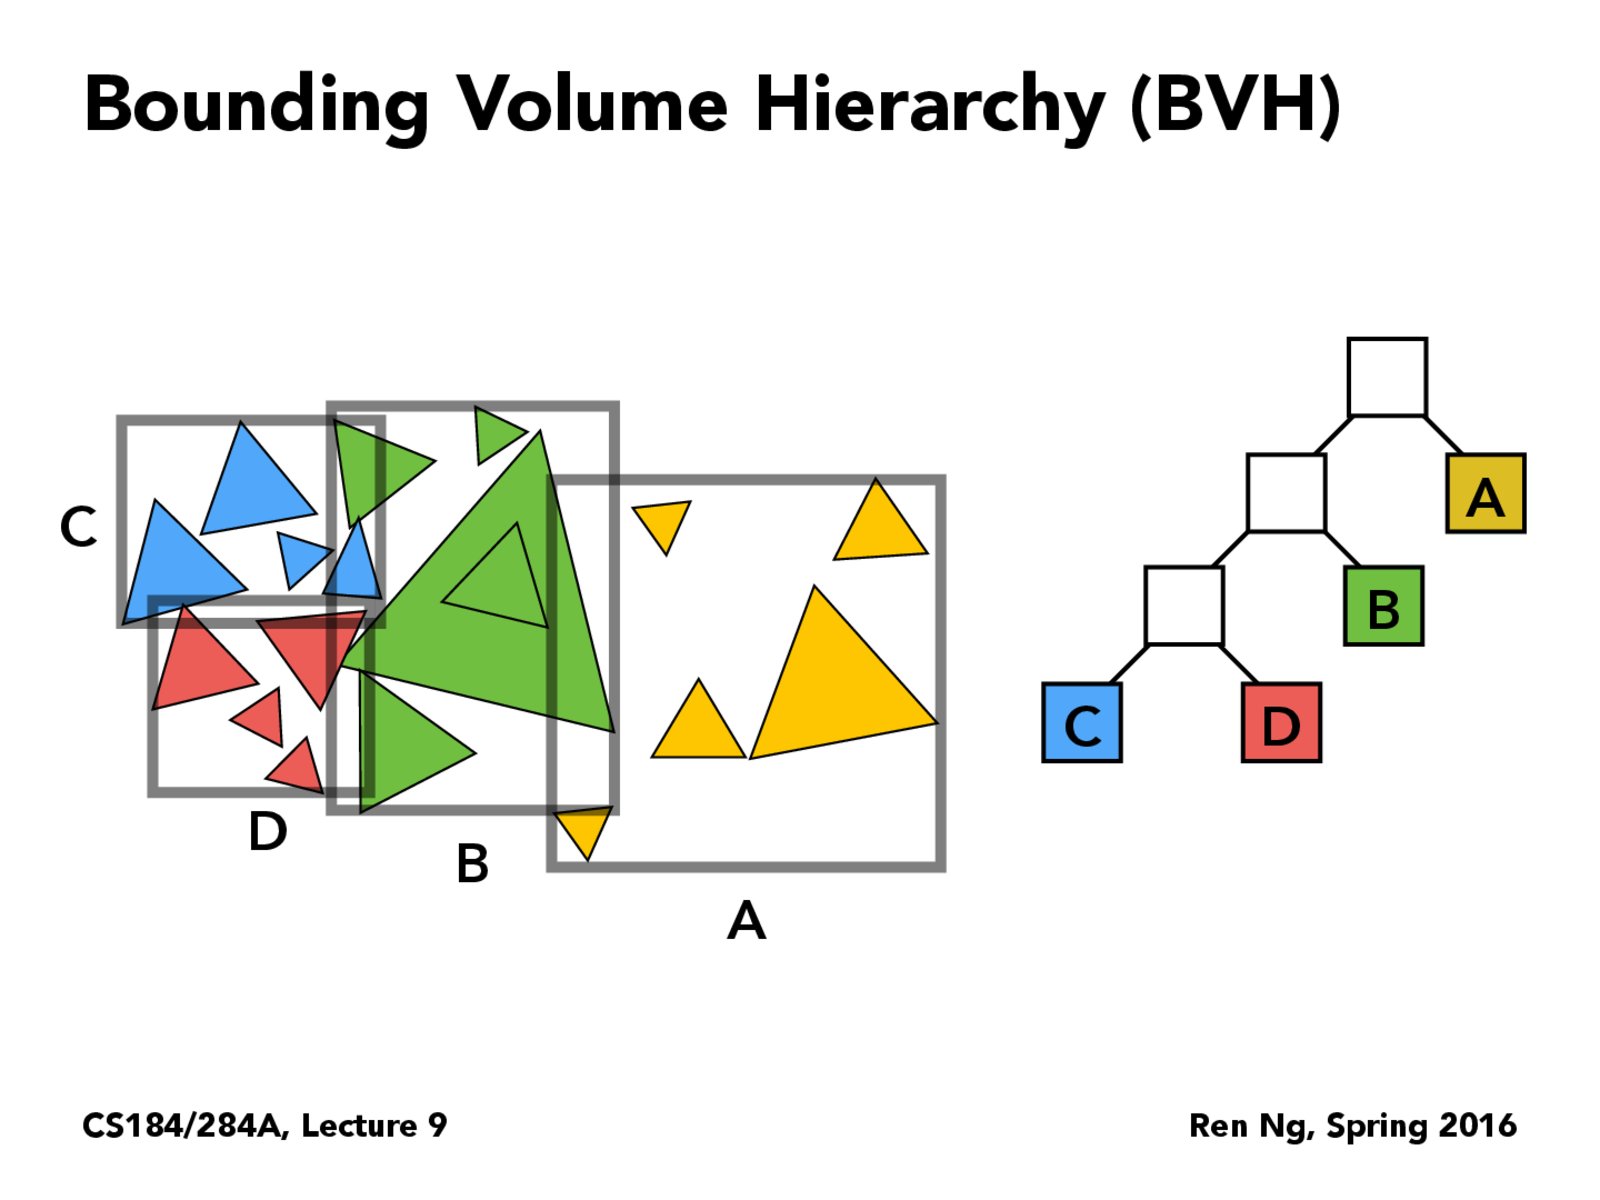 Bounding Volume Hierarchy (BVH)
C
D
B
A
A
B
C
D
CS184/284A, Lecture 9
Ren Ng, Spring 2016